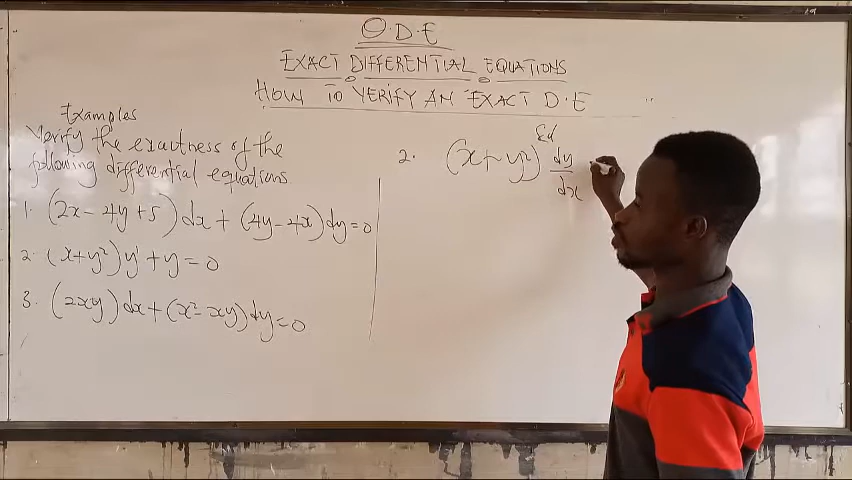 O.D.E
EXACT DIFFERENTIAL EQUATIONS
HOW TO VERIFY AN EXACT D.E
Examples
Verify the exactness of the
following differential equations
1. (2x-4y+5)dx+(4y-4x)dy=0
2. (x+y²)y'+y=0
3. (2xy)dx+(x²-xy)dy=0
2. (x+y²) dy/dx